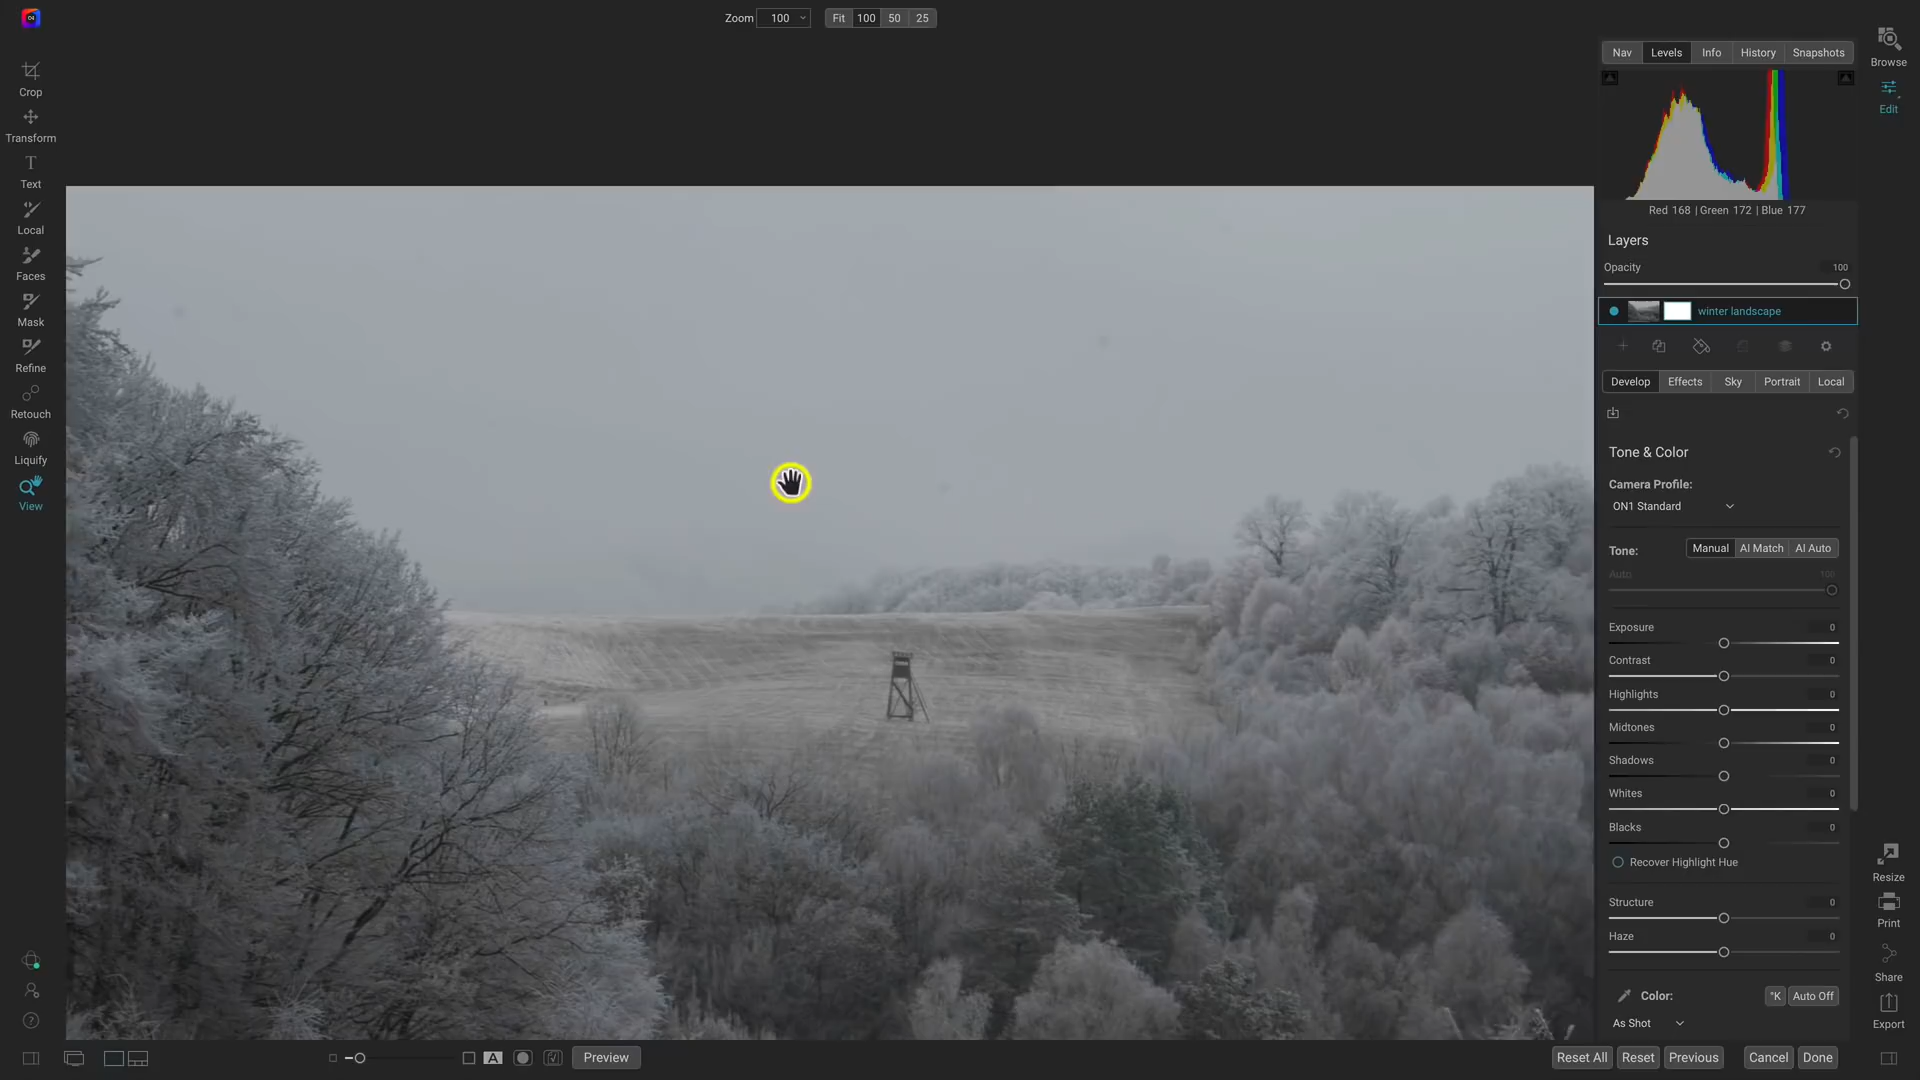 Zoom 100 Fit 100 50 25
Crop
Transform
Text
Local
Faces
Mask
Refine
Retouch
Liquify
View
Nav Levels Info History Snapshots
Red 168 | Green 172 | Blue 177
Layers
Opacity 100
winter landscape
Develop Effects Sky Portrait Local
Tone & Color
Camera Profile:
ON1 Standard
Tone: Manual AI Match AI Auto
Auto 100
Exposure 0
Contrast 0
Highlights 0
Midtones 0
Shadows 0
Whites 0
Blacks 0
Recover Highlight Hue
Structure 0
Haze 0
Color: °K Auto Off
As Shot
Browse
Edit
Resize
Print
Share
Export
A Preview
Reset All Reset Previous Cancel Done